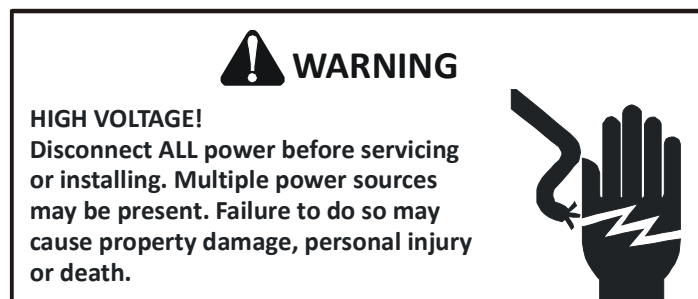 WARNING
HIGH VOLTAGE!
Disconnect ALL power before servicing
or installing. Multiple power sources
may be present. Failure to do so may
cause property damage, personal injury
or death.